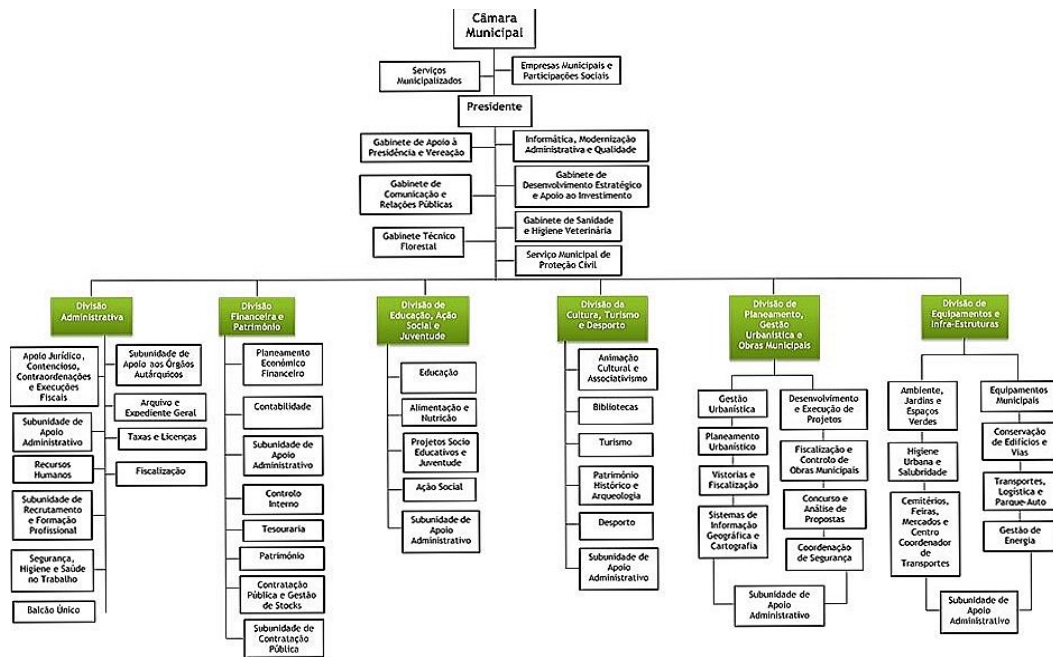 Câmara
Municipal
Serviços
Municipalizados
Empresas Municipais e
Participações Sociais
Presidente
Gabinete de Apoio à
Presidência e Vereação
Informática, Modernização
Administrativa e Qualidade
Gabinete de
Comunicação e
Relações Públicas
Gabinete de
Desenvolvimento Estratégico
e Apoio ao Investimento
Gabinete Técnico
Florestal
Gabinete de Sanidade
e Higiene Veterinária
Serviço Municipal de
Proteção Civil
Divisão
Administrativa
Apoio Jurídico,
Contencioso,
Contraordenações
e Execuções
Fiscais
Subunidade de
Apoio aos Órgãos
Autárquicos
Arquivo e
Expediente Geral
Subunidade de
Apoio
Administrativo
Taxas e Licenças
Recursos
Humanos
Fiscalização
Subunidade de
Recrutamento
e Formação
Profissional
Segurança,
Higiene e Saúde
no Trabalho
Balcão Único
Divisão
Financeira e
Património
Planeamento
Económico
Financeiro
Contabilidade
Subunidade de
Apoio
Administrativo
Controlo
Interno
Tesouraria
Património
Contratação
Pública e Gestão
de Stocks
Subunidade de
Contratação
Pública
Divisão de
Educação, Ação
Social e
Juventude
Educação
Alimentação e
Nutrição
Projetos Socio
Educativos e
Juventude
Ação Social
Subunidade de
Apoio
Administrativo
Divisão da
Cultura, Turismo
e Desporto
Animação
Cultural e
Associativismo
Bibliotecas
Turismo
Património
Histórico e
Arqueologia
Desporto
Subunidade de
Apoio
Administrativo
Divisão de
Planeamento,
Gestão
Urbanística e
Obras Municipais
Gestão
Urbanística
Planeamento
Urbanístico
Vistorias e
Fiscalização
Sistemas de
Informação
Geográfica e
Cartografia
Desenvolvimento
e Execução de
Projetos
Fiscalização e
Controlo de
Obras Municipais
Concurso e
Análise de
Propostas
Coordenação
de Segurança
Subunidade de
Apoio
Administrativo
Divisão de
Equipamentos e
Infra-Estruturas
Ambiente,
Jardins e
Espaços
Verdes
Higiene
Urbana e
Salubridade
Cemitérios,
Feiras,
Mercados e
Centro
Coordenador
de
Transportes
Equipamentos
Municipais
Conservação
de Edifícios e
Vias
Transportes,
Logística e
Parque-Auto
Gestão de
Energia
Subunidade de
Apoio
Administrativo